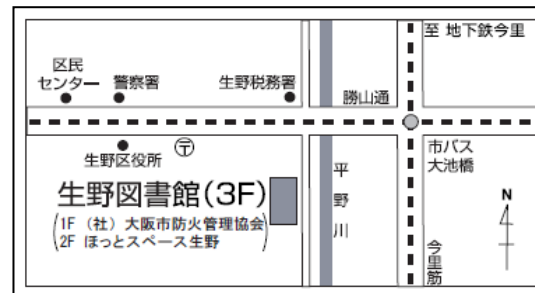 至 地下鉄今里
区民
センター
警察署
生野税務署
勝山通
生野区役所
〒
市バス
大池橋
生野図書館(3F)
1F (社) 大阪市防火管理協会
2F ほっとスペース生野
平野川
N
今里筋